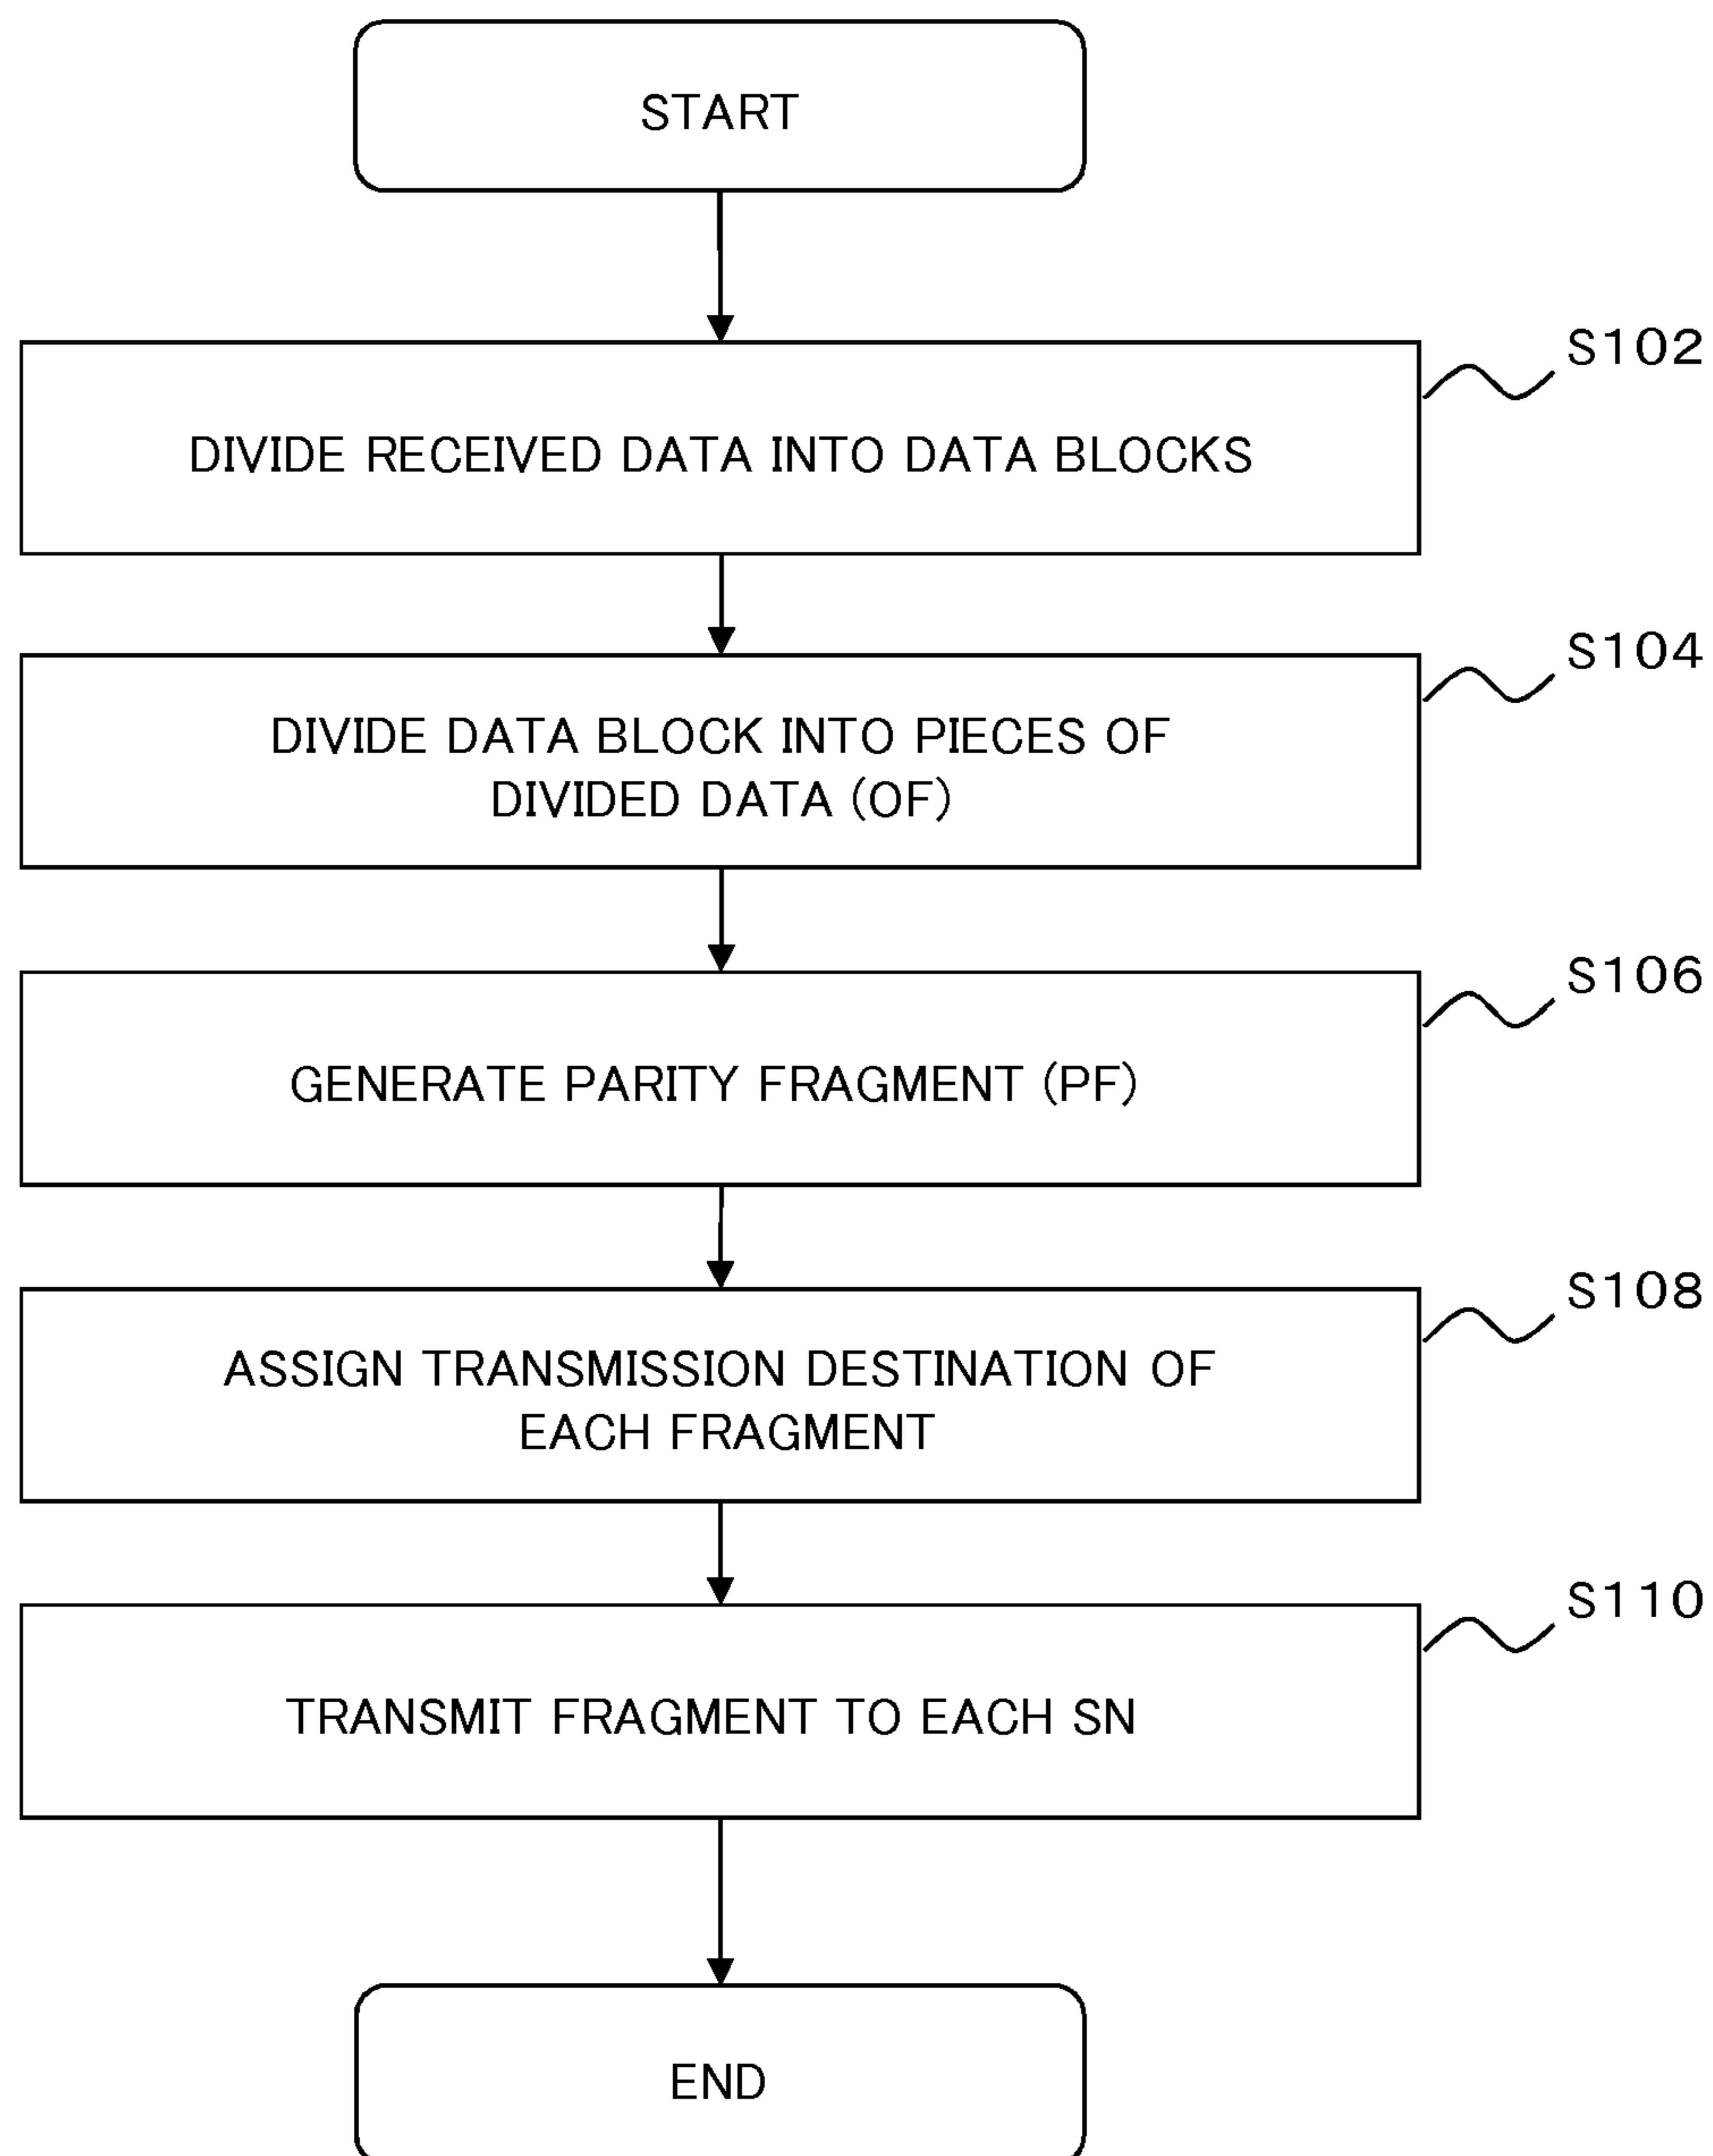 START
S102
DIVIDE RECEIVED DATA INTO DATA BLOCKS
S104
DIVIDE DATA BLOCK INTO PIECES OF
DIVIDED DATA (OF)
S106
GENERATE PARITY FRAGMENT (PF)
S108
ASSIGN TRANSMISSION DESTINATION OF
EACH FRAGMENT
S110
TRANSMIT FRAGMENT TO EACH SN
END